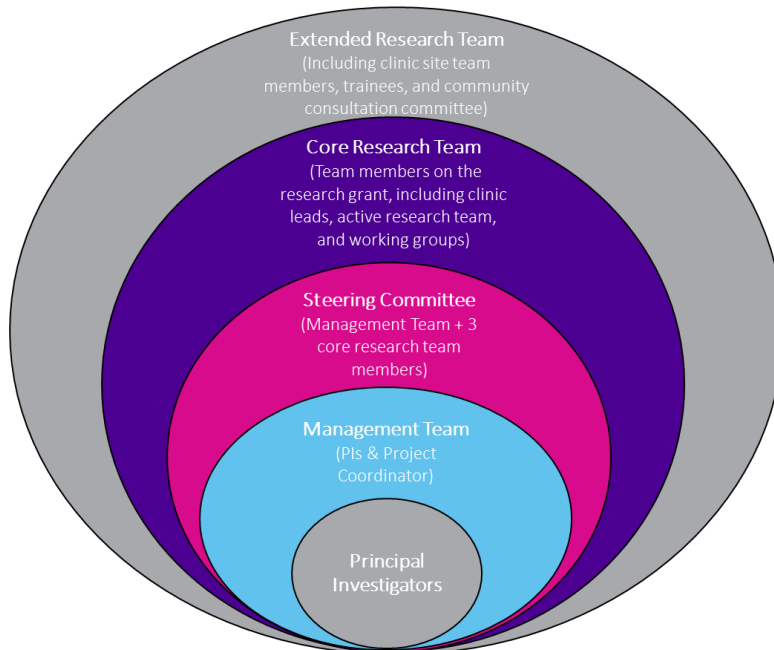 Extended Research Team
(Including clinic site team
members, trainees, and community
consultation committee)
Core Research Team
(Team members on the
research grant, including clinic
leads, active research team,
and working groups)
Steering Committee
(Management Team + 3
core research team
members)
Management Team
(PIs & Project
Coordinator)
Principal
Investigators